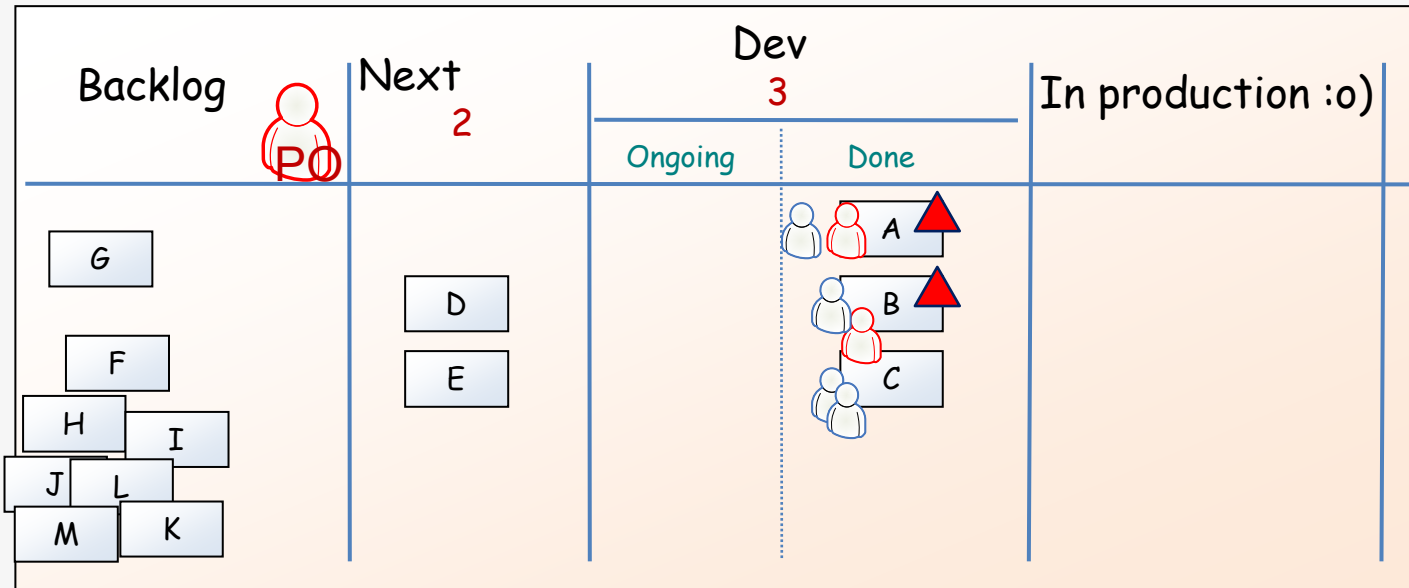 Backlog
PO
Next
2
Dev
3
Ongoing
Done
In production :o)
G
F
H
I
J
L
M
K
D
E
A
B
C